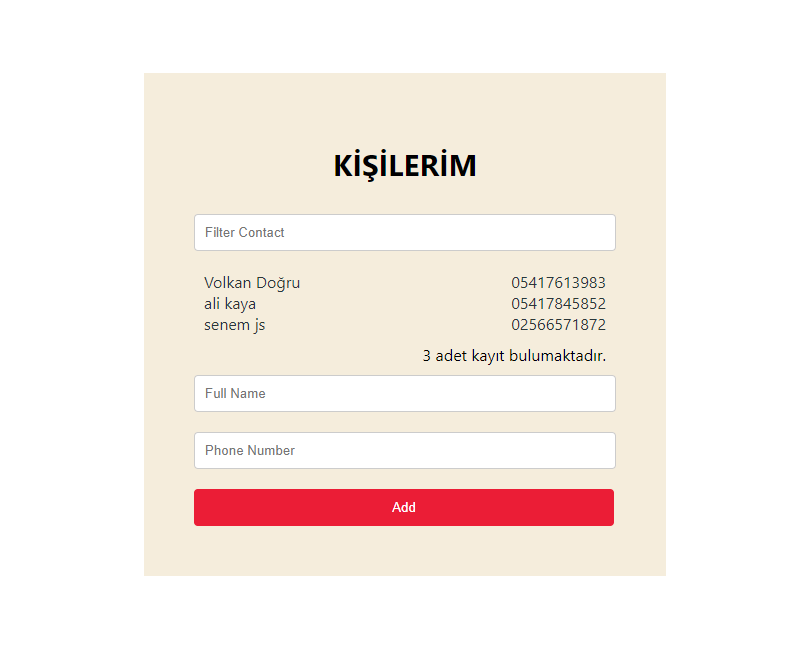 KİŞİLERİM
Filter Contact
Volkan Doğru 05417613983
ali kaya 05417845852
senem js 02566571872
3 adet kayıt bulumaktadır.
Full Name
Phone Number
Add